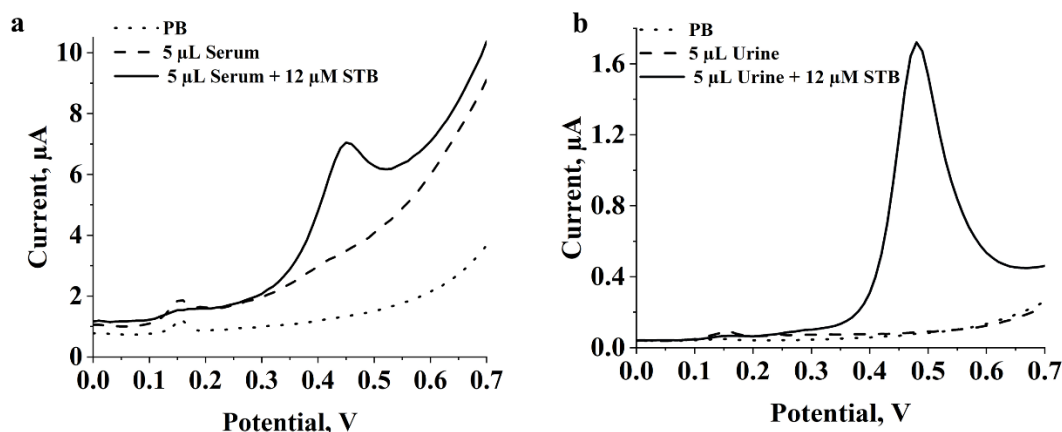 a
PB
5 µL Serum
5 µL Serum + 12 µM STB
10
8
6
4
2
0
Current, µA
0.0 0.1 0.2 0.3 0.4 0.5 0.6 0.7
Potential, V
b
PB
5 µL Urine
5 µL Urine + 12 µM STB
1.6
1.2
0.8
0.4
0.0
Current, µA
0.0 0.1 0.2 0.3 0.4 0.5 0.6 0.7
Potential, V